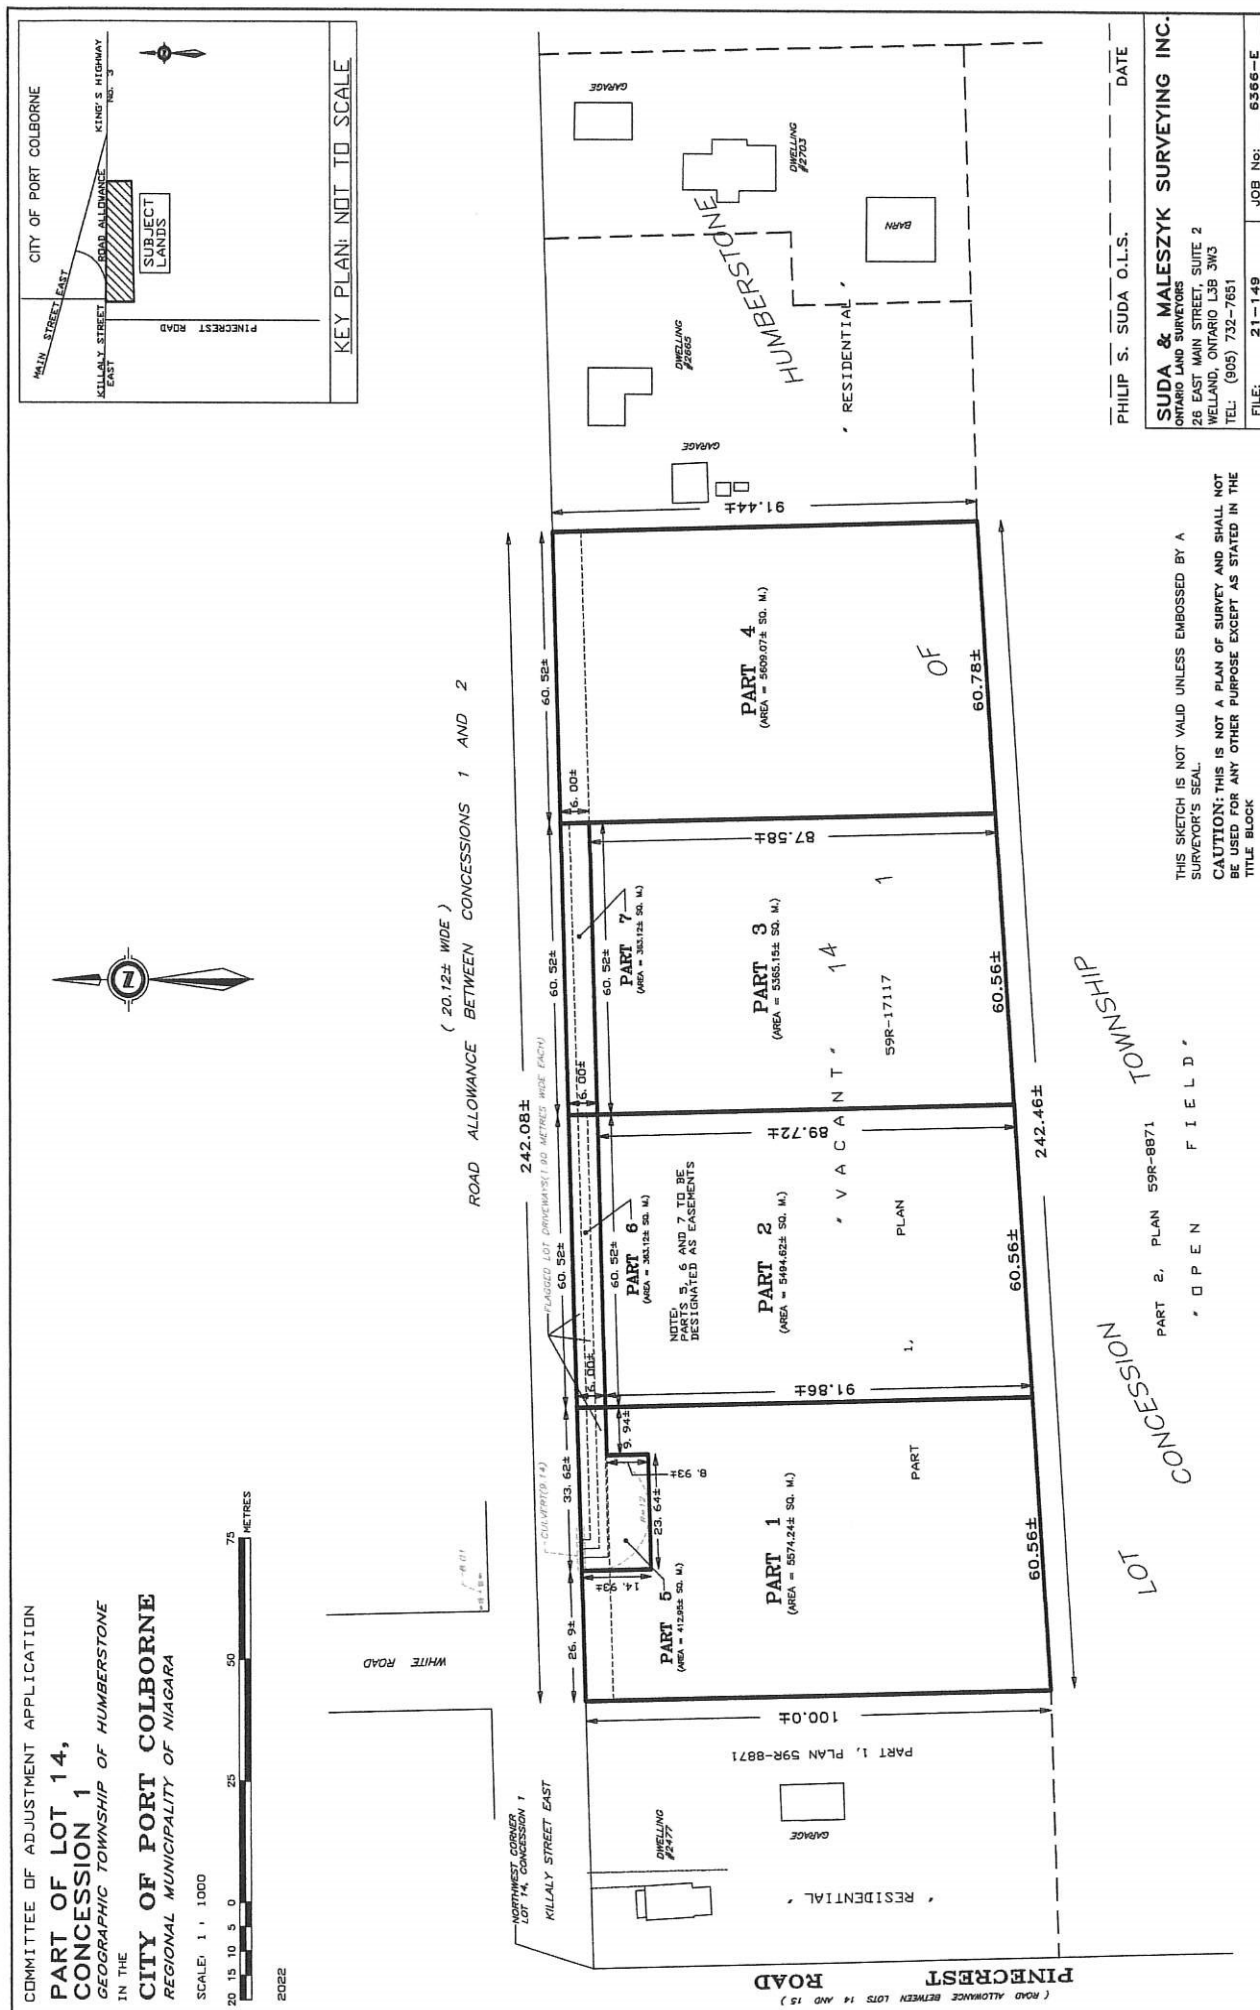 COMMITTEE OF ADJUSTMENT APPLICATION
PART OF LOT 14,
CONCESSION 1
GEOGRAPHIC TOWNSHIP OF HUMBERSTONE
IN THE
CITY OF PORT COLBORNE
REGIONAL MUNICIPALITY OF NIAGARA
SCALE: 1 : 1000
20 15 10 5 0 25 50 75
METRES
2022
CITY OF PORT COLBORNE
MAIN STREET EAST
KILLALY STREET
EAST
ROAD ALLOWANCE
KING'S HIGHWAY
NO. 3
SUBJECT
LANDS
PINECREST ROAD
KEY PLAN: NOT TO SCALE
N
( 20.12± WIDE )
ROAD ALLOWANCE BETWEEN CONCESSIONS 1 AND 2
WHITE ROAD
NORTHWEST CORNER
LOT 14, CONCESSION 1
KILLALY STREET EAST
242.08±
FLAGGED LOT DRIVEWAYS(1.90 METRES WIDE EACH)
CULVERT(9.14)
26.9±
33.62±
60.52±
60.52±
60.52±
14.93±
9.94±
8.93±
23.64±
R=12
6.00±
6.00±
6.00±
60.52±
60.52±
PART 5
(AREA = 412.95± SQ. M.)
PART 6
(AREA = 363.12± SQ. M.)
PART 7
(AREA = 363.12± SQ. M.)
NOTE:
PARTS 5, 6 AND 7 TO BE
DESIGNATED AS EASEMENTS
PART 1
(AREA = 5574.24± SQ. M.)
PART 2
(AREA = 5494.62± SQ. M.)
PART 3
(AREA = 5365.15± SQ. M.)
PART 4
(AREA = 5609.07± SQ. M.)
100.0±
91.86±
89.72±
87.58±
91.44±
" VACANT "
PART 1, PLAN 59R-17117
60.56±
60.56±
60.56±
60.78±
242.46±
LOT 14
CONCESSION 1
TOWNSHIP OF HUMBERSTONE
PART 2, PLAN 59R-8871
" OPEN FIELD "
DWELLING
#2477
GARAGE
PART 1, PLAN 59R-8871
" RESIDENTIAL "
PINECREST ROAD
( ROAD ALLOWANCE BETWEEN LOTS 14 AND 15 )
GARAGE
DWELLING
#2665
GARAGE
DWELLING
#2703
BARN
" RESIDENTIAL "
THIS SKETCH IS NOT VALID UNLESS EMBOSSED BY A
SURVEYOR'S SEAL.
CAUTION: THIS IS NOT A PLAN OF SURVEY AND SHALL NOT
BE USED FOR ANY OTHER PURPOSE EXCEPT AS STATED IN THE
TITLE BLOCK
PHILIP S. SUDA O.L.S. DATE
SUDA & MALESZYK SURVEYING INC.
ONTARIO LAND SURVEYORS
26 EAST MAIN STREET, SUITE 2
WELLAND, ONTARIO L3B 3W3
TEL: (905) 732-7651
FILE: 21-149 JOB No: 6366-E